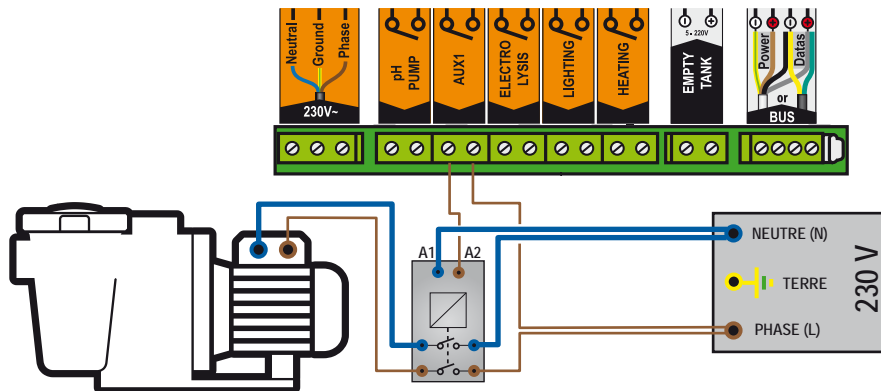 Neutral
Ground
Phase
230V~
pH
PUMP
AUX1
ELECTRO
LYSIS
LIGHTING
HEATING
5 - 220V
EMPTY
TANK
Power
Datas
or
BUS
A1
A2
NEUTRE (N)
TERRE
PHASE (L)
230 V